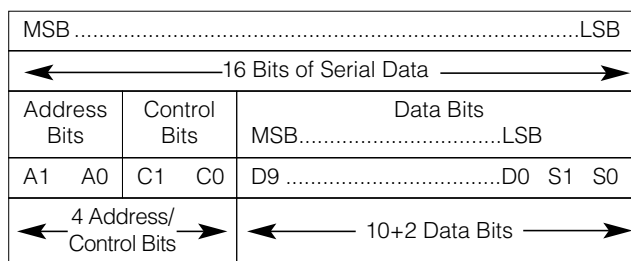 MSB.......................................................................LSB
16 Bits of Serial Data
Address Bits Control Bits Data Bits
MSB.............................LSB
A1 A0 C1 C0 D9 ...............................D0 S1 S0
4 Address/
Control Bits
10+2 Data Bits